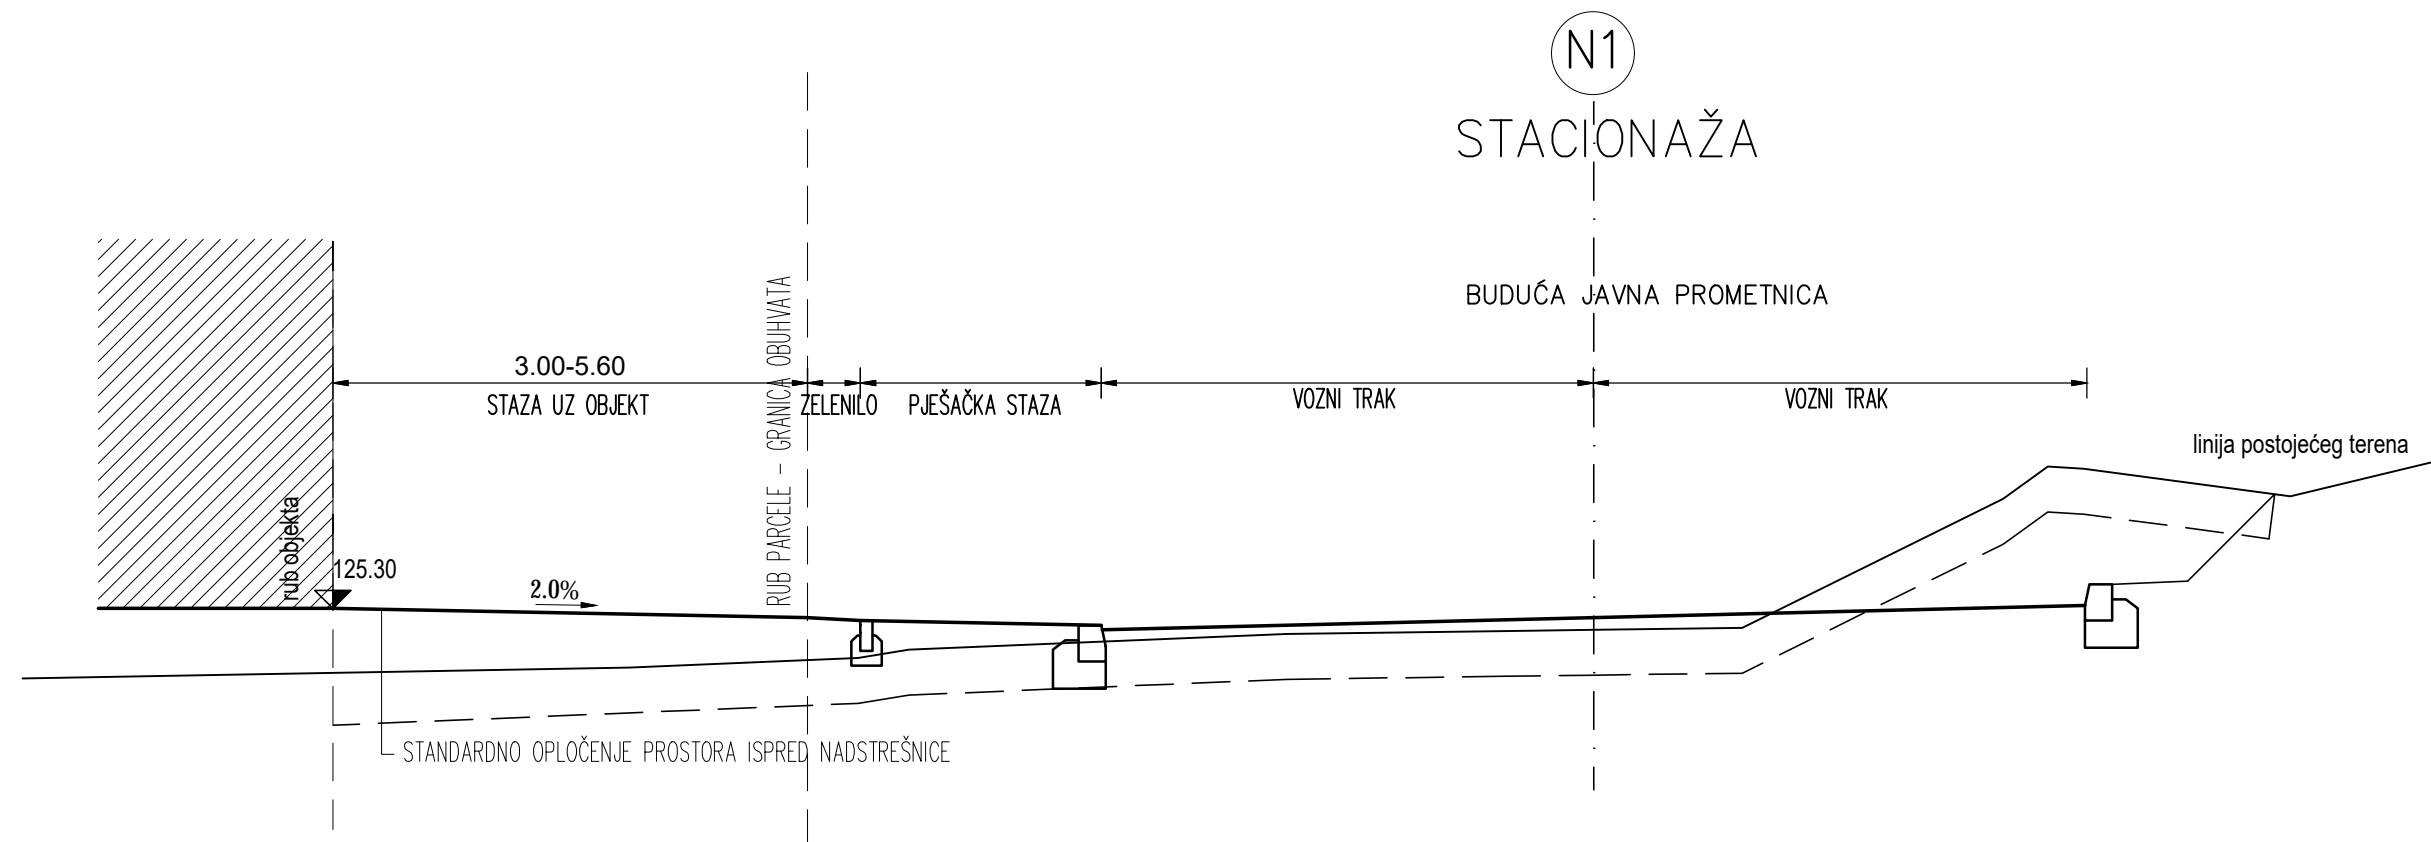 N1
STACIONAŽA
BUDUĆA JAVNA PROMETNICA
RUB PARCELE - GRANICA OBUHVATA
3.00-5.60
STAZA UZ OBJEKT
ZELENILO
PJEŠAČKA STAZA
VOZNI TRAK
VOZNI TRAK
linija postojećeg terena
rub objekta
125.30
2.0%
STANDARDNO OPLOČENJE PROSTORA ISPRED NADSTREŠNICE